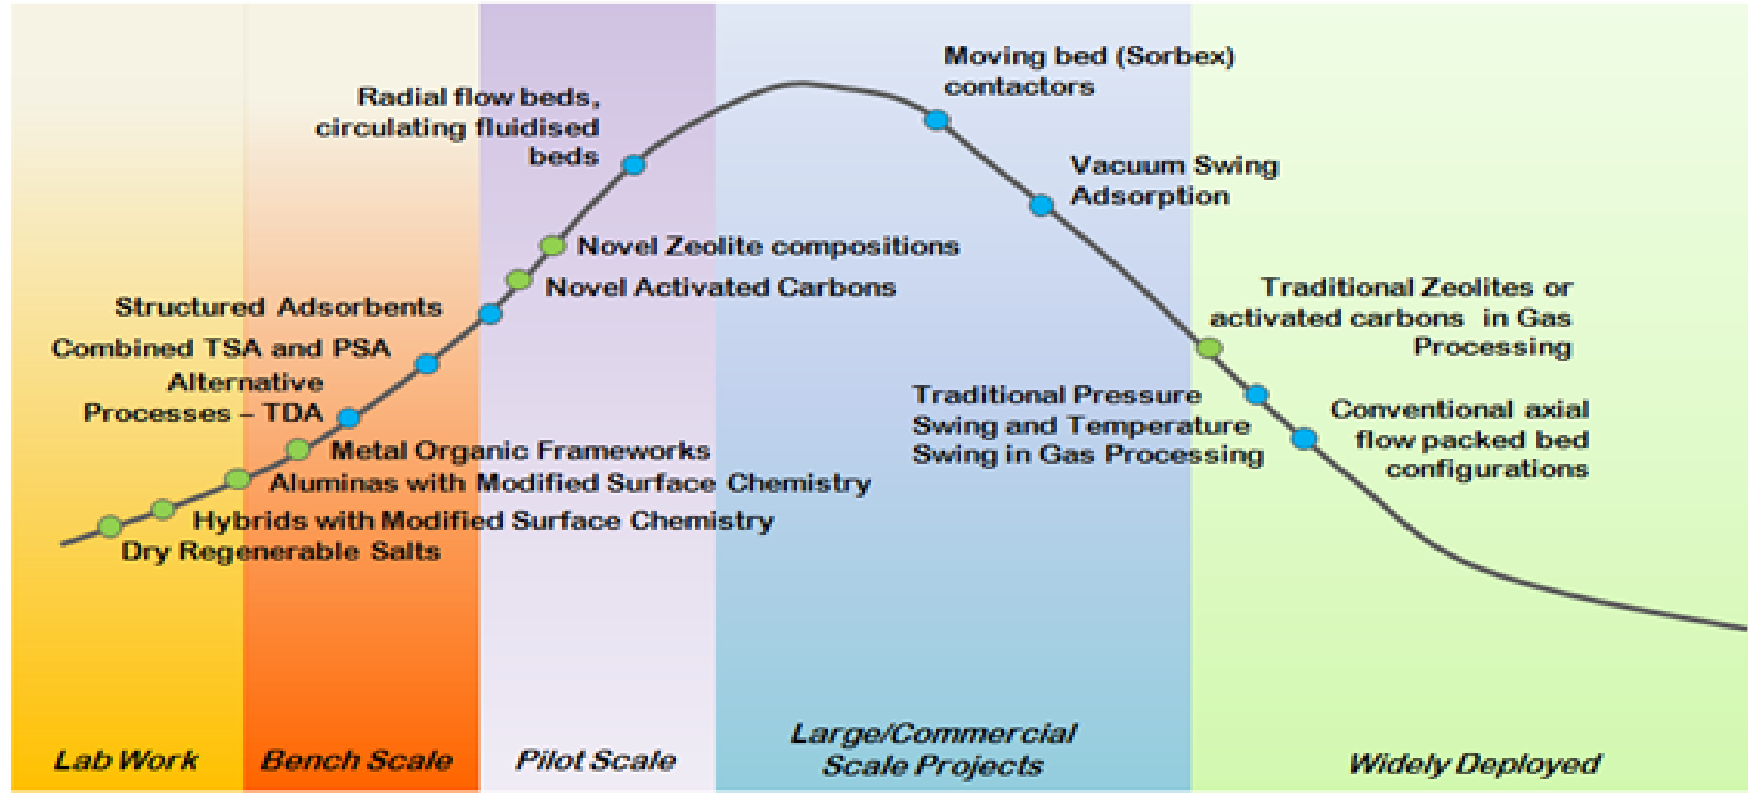 Moving bed (Sorbex)
contactors
Radial flow beds,
circulating fluidised
beds
Vacuum Swing
Adsorption
Novel Zeolite compositions
Novel Activated Carbons
Structured Adsorbents
Combined TSA and PSA
Alternative
Processes – TDA
Metal Organic Frameworks
Aluminas with Modified Surface Chemistry
Hybrids with Modified Surface Chemistry
Dry Regenerable Salts
Traditional Zeolites or
activated carbons in Gas
Processing
Traditional Pressure
Swing and Temperature
Swing in Gas Processing
Conventional axial
flow packed bed
configurations
Lab Work
Bench Scale
Pilot Scale
Large/Commercial
Scale Projects
Widely Deployed